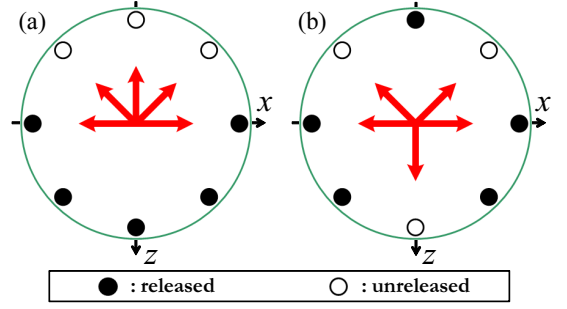 (a)
(b)
x
x
z
z
: released
: unreleased